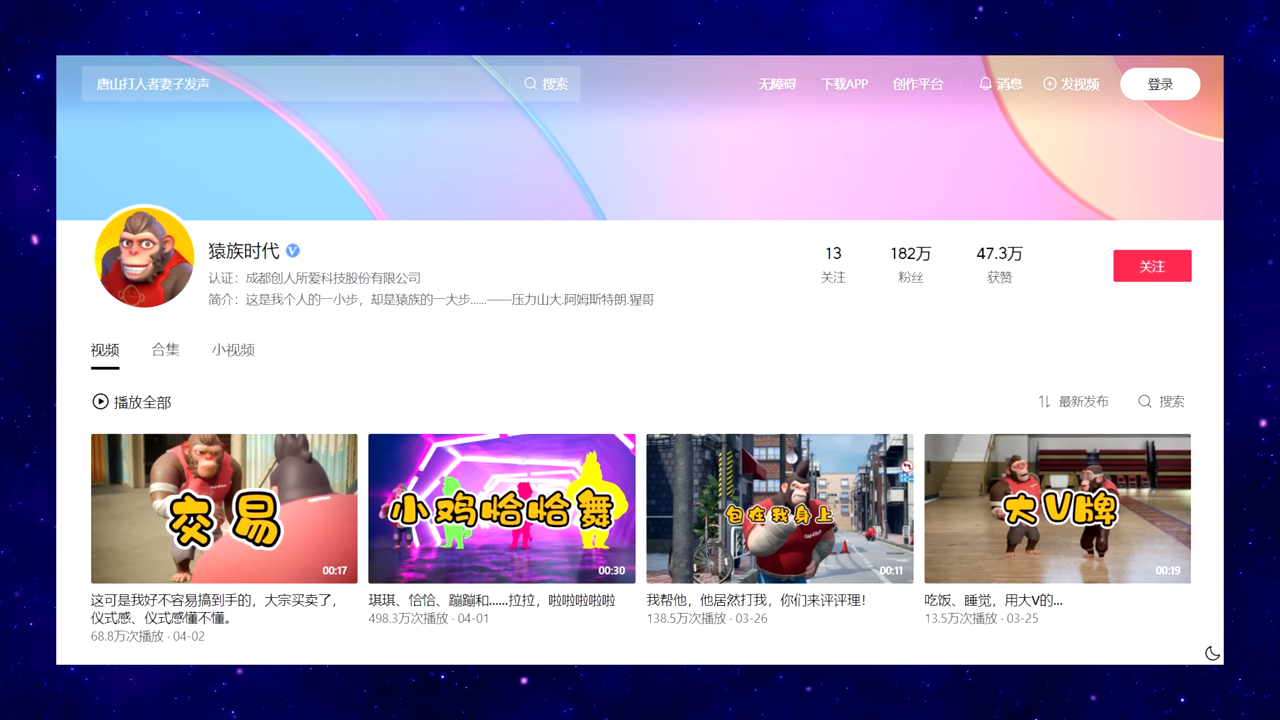 唐山打人者妻子发声
搜索
无障碍
下载APP
创作平台
消息
发视频
登录
猿族时代
认证：成都创人所爱科技股份有限公司
简介：这是我个人的一小步，却是猿族的一大步......——压力山大.阿姆斯特朗.猩哥
13
关注
182万
粉丝
47.3万
获赞
关注
视频
合集
小视频
播放全部
最新发布
搜索
交易
00:17
小鸡恰恰舞
00:30
包在我身上
00:11
大V牌
00:19
这可是我好不容易搞到手的，大宗买卖了，
仪式感、仪式感懂不懂。
68.8万次播放 · 04-02
琪琪、恰恰、蹦蹦和......拉拉，啦啦啦啦啦
498.3万次播放 · 04-01
我帮他，他居然打我，你们来评评理！
138.5万次播放 · 03-26
吃饭、睡觉，用大V的...
13.5万次播放 · 03-25